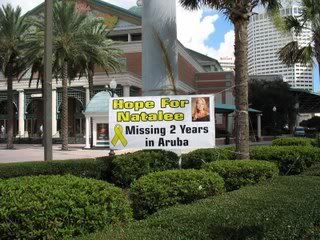 Hope For
Natalee
Missing 2 Years
in Aruba